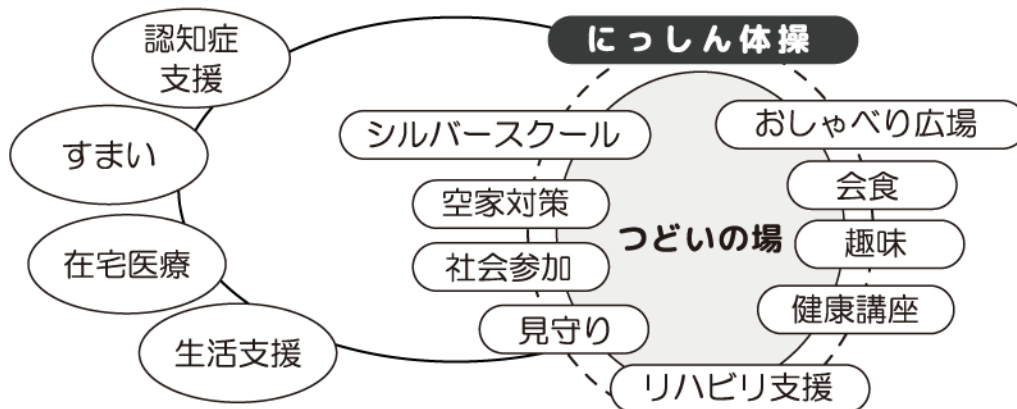 認知症
支援
すまい
在宅医療
生活支援
にっしん体操
シルバースクール
空家対策
社会参加
見守り
つどいの場
おしゃべり広場
会食
趣味
健康講座
リハビリ支援